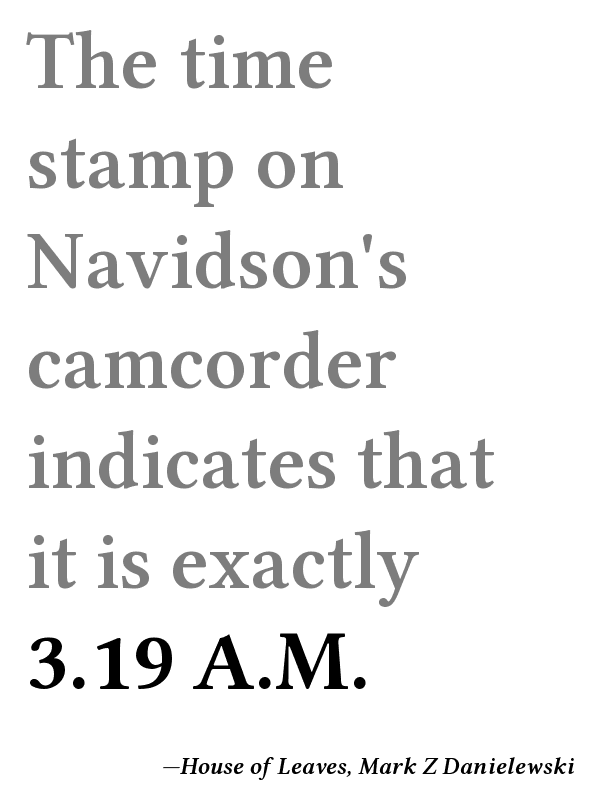 The time
stamp on
Navidson's
camcorder
indicates that
it is exactly
3.19 A.M.
—House of Leaves, Mark Z Danielewski